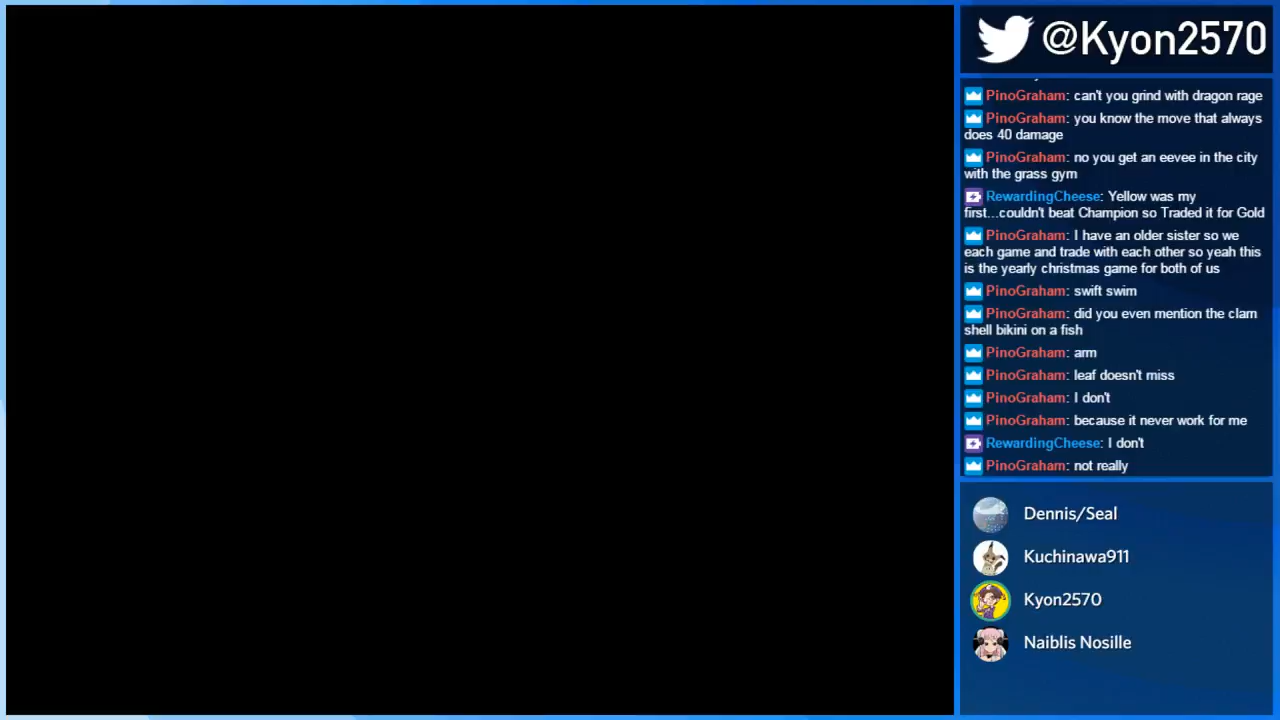 @Kyon2570
PinoGraham: can't you grind with dragon rage
PinoGraham: you know the move that always
does 40 damage
PinoGraham: no you get an eevee in the city
with the grass gym
RewardingCheese: Yellow was my
first...couldn't beat Champion so Traded it for Gold
PinoGraham: I have an older sister so we
each game and trade with each other so yeah this
is the yearly christmas game for both of us
PinoGraham: swift swim
PinoGraham: did you even mention the clam
shell bikini on a fish
PinoGraham: arm
PinoGraham: leaf doesn't miss
PinoGraham: I don't
PinoGraham: because it never work for me
RewardingCheese: I don't
PinoGraham: not really
Dennis/Seal
Kuchinawa911
Kyon2570
Naiblis Nosille